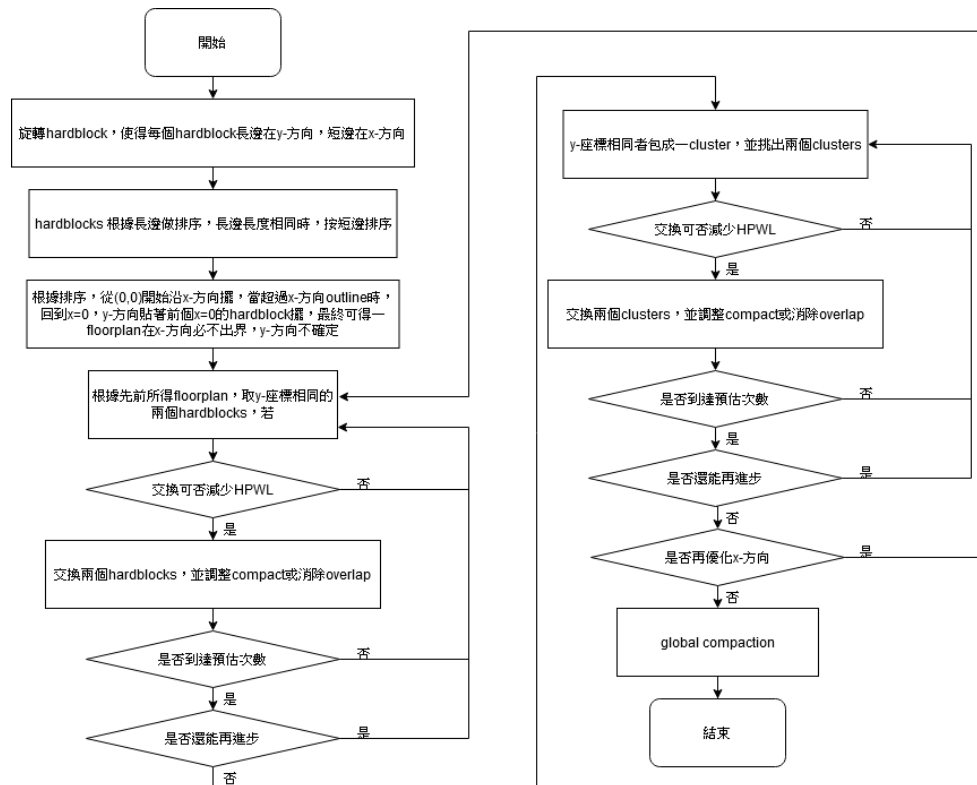 開始
旋轉hardblock，使得每個hardblock長邊在y-方向，短邊在x-方向
hardblocks 根據長邊做排序，長邊長度相同時，按短邊排序
根據排序，從(0,0)開始沿x-方向擺，當超過x-方向outline時，
回到x=0，y-方向貼著前個x=0的hardblock擺，最終可得一
floorplan在x-方向必不出界，y-方向不確定
根據先前所得floorplan，取y-座標相同的
兩個hardblocks，若
交換可否減少HPWL
否
是
交換兩個hardblocks，並調整compact或消除overlap
是否到達預估次數
否
是
是否還能再進步
是
否
y-座標相同者包成一cluster，並挑出兩個clusters
交換可否減少HPWL
否
是
交換兩個clusters，並調整compact或消除overlap
是否到達預估次數
否
是
是否還能再進步
是
否
是否再優化x-方向
是
否
global compaction
結束